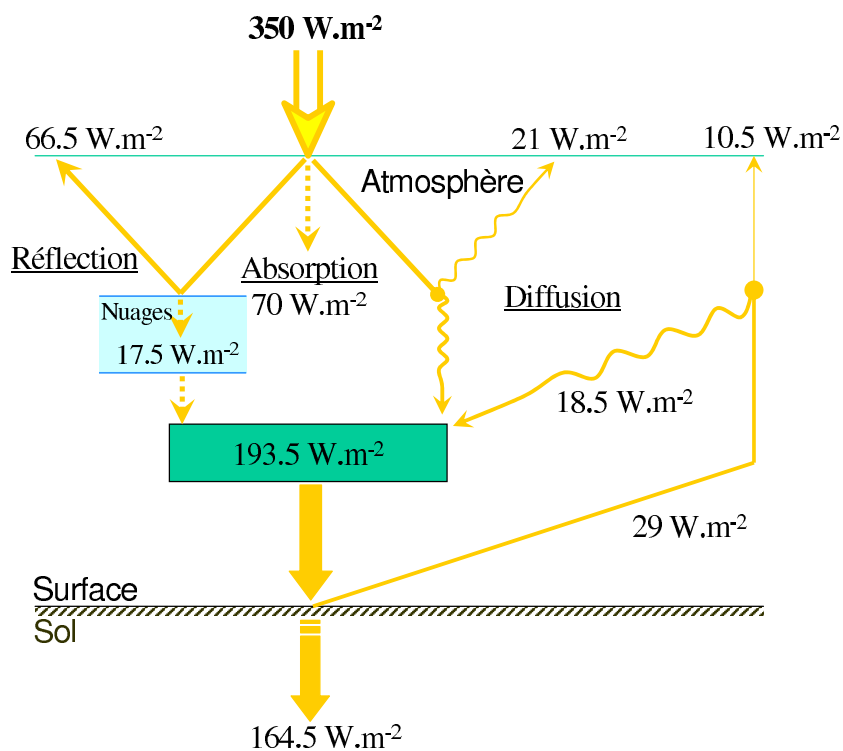 350 W.m-2
66.5 W.m-2
21 W.m-2
10.5 W.m-2
Atmosphère
Réflection
Absorption
70 W.m-2
Diffusion
Nuages
17.5 W.m-2
18.5 W.m-2
193.5 W.m-2
29 W.m-2
Surface
Sol
164.5 W.m-2